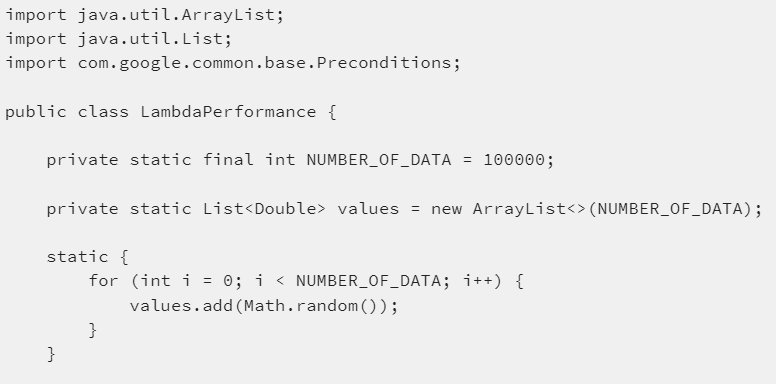 import java.util.ArrayList;
import java.util.List;
import com.google.common.base.Preconditions;

public class LambdaPerformance {

    private static final int NUMBER_OF_DATA = 100000;

    private static List<Double> values = new ArrayList<>(NUMBER_OF_DATA);

    static {
        for (int i = 0; i < NUMBER_OF_DATA; i++) {
            values.add(Math.random());
        }
    }